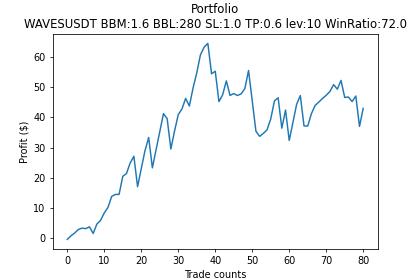 Portfolio
WAVESUSDT BBM:1.6 BBL:280 SL:1.0 TP:0.6 lev:10 WinRatio:72.0
Profit ($)
60
50
40
30
20
10
0
0 10 20 30 40 50 60 70 80
Trade counts